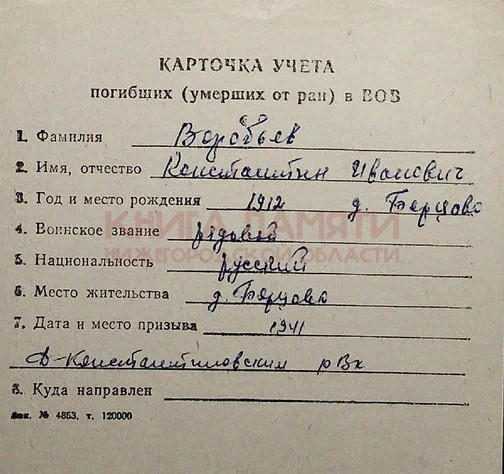 КАРТОЧКА УЧЕТА
погибших (умерших от ран) в ВОВ
1. Фамилия Воробьев
2. Имя, отчество Константин Иванович
3. Год и место рождения 1912 д. Берцово
КНИГА ПАМЯТИ
4. Воинское звание рядовой
НИЖЕГОРОДСКОЙ ОБЛАСТИ
5. Национальность русский
6. Место жительства д. Берцово
7. Дата и место призыва 1941
Д-Константиновским рВк
8. Куда направлен
Зак. № 4853, т. 120000